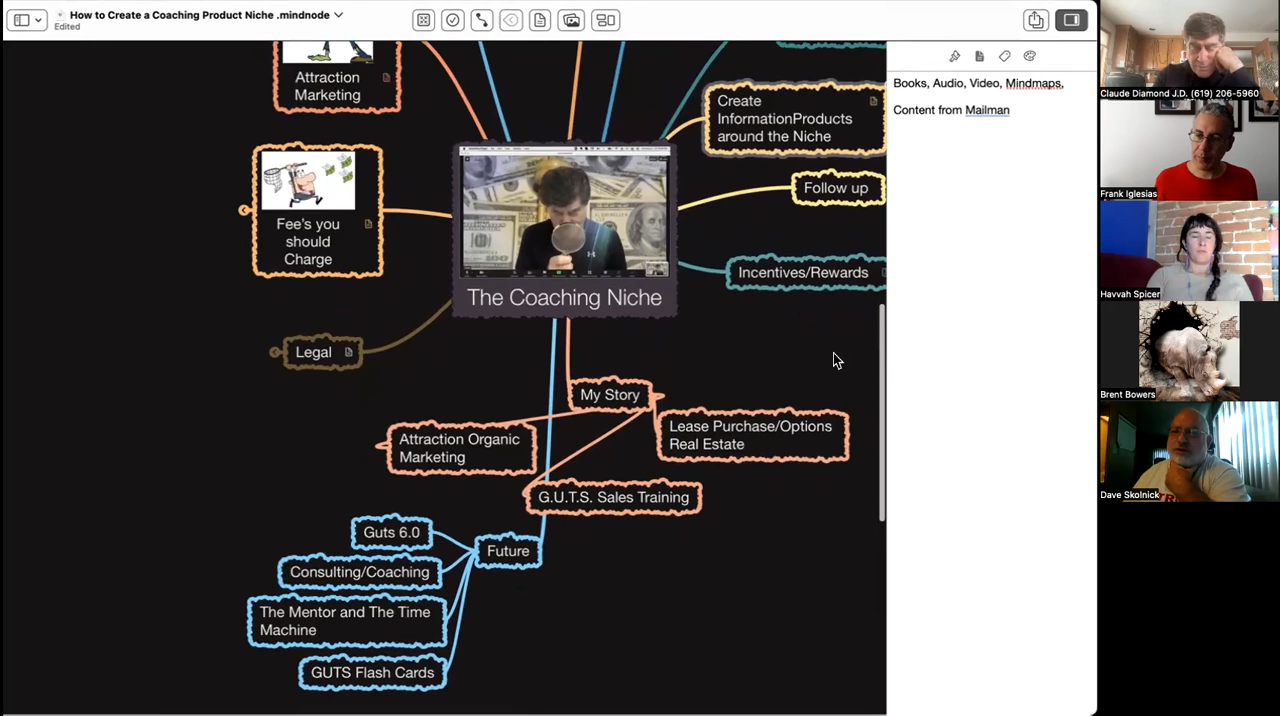 How to Create a Coaching Product Niche .mindnode
Edited
Attraction
Marketing
Fee's you
should
Charge
Legal
The Coaching Niche
Create
InformationProducts
around the Niche
Follow up
Incentives/Rewards
My Story
Attraction Organic
Marketing
Lease Purchase/Options
Real Estate
G.U.T.S. Sales Training
Future
Guts 6.0
Consulting/Coaching
The Mentor and The Time
Machine
GUTS Flash Cards
Books, Audio, Video, Mindmaps,
Content from Mailman
Claude Diamond J.D. (619) 206-5960
Frank Iglesias
Havvah Spicer
Brent Bowers
Dave Skolnick